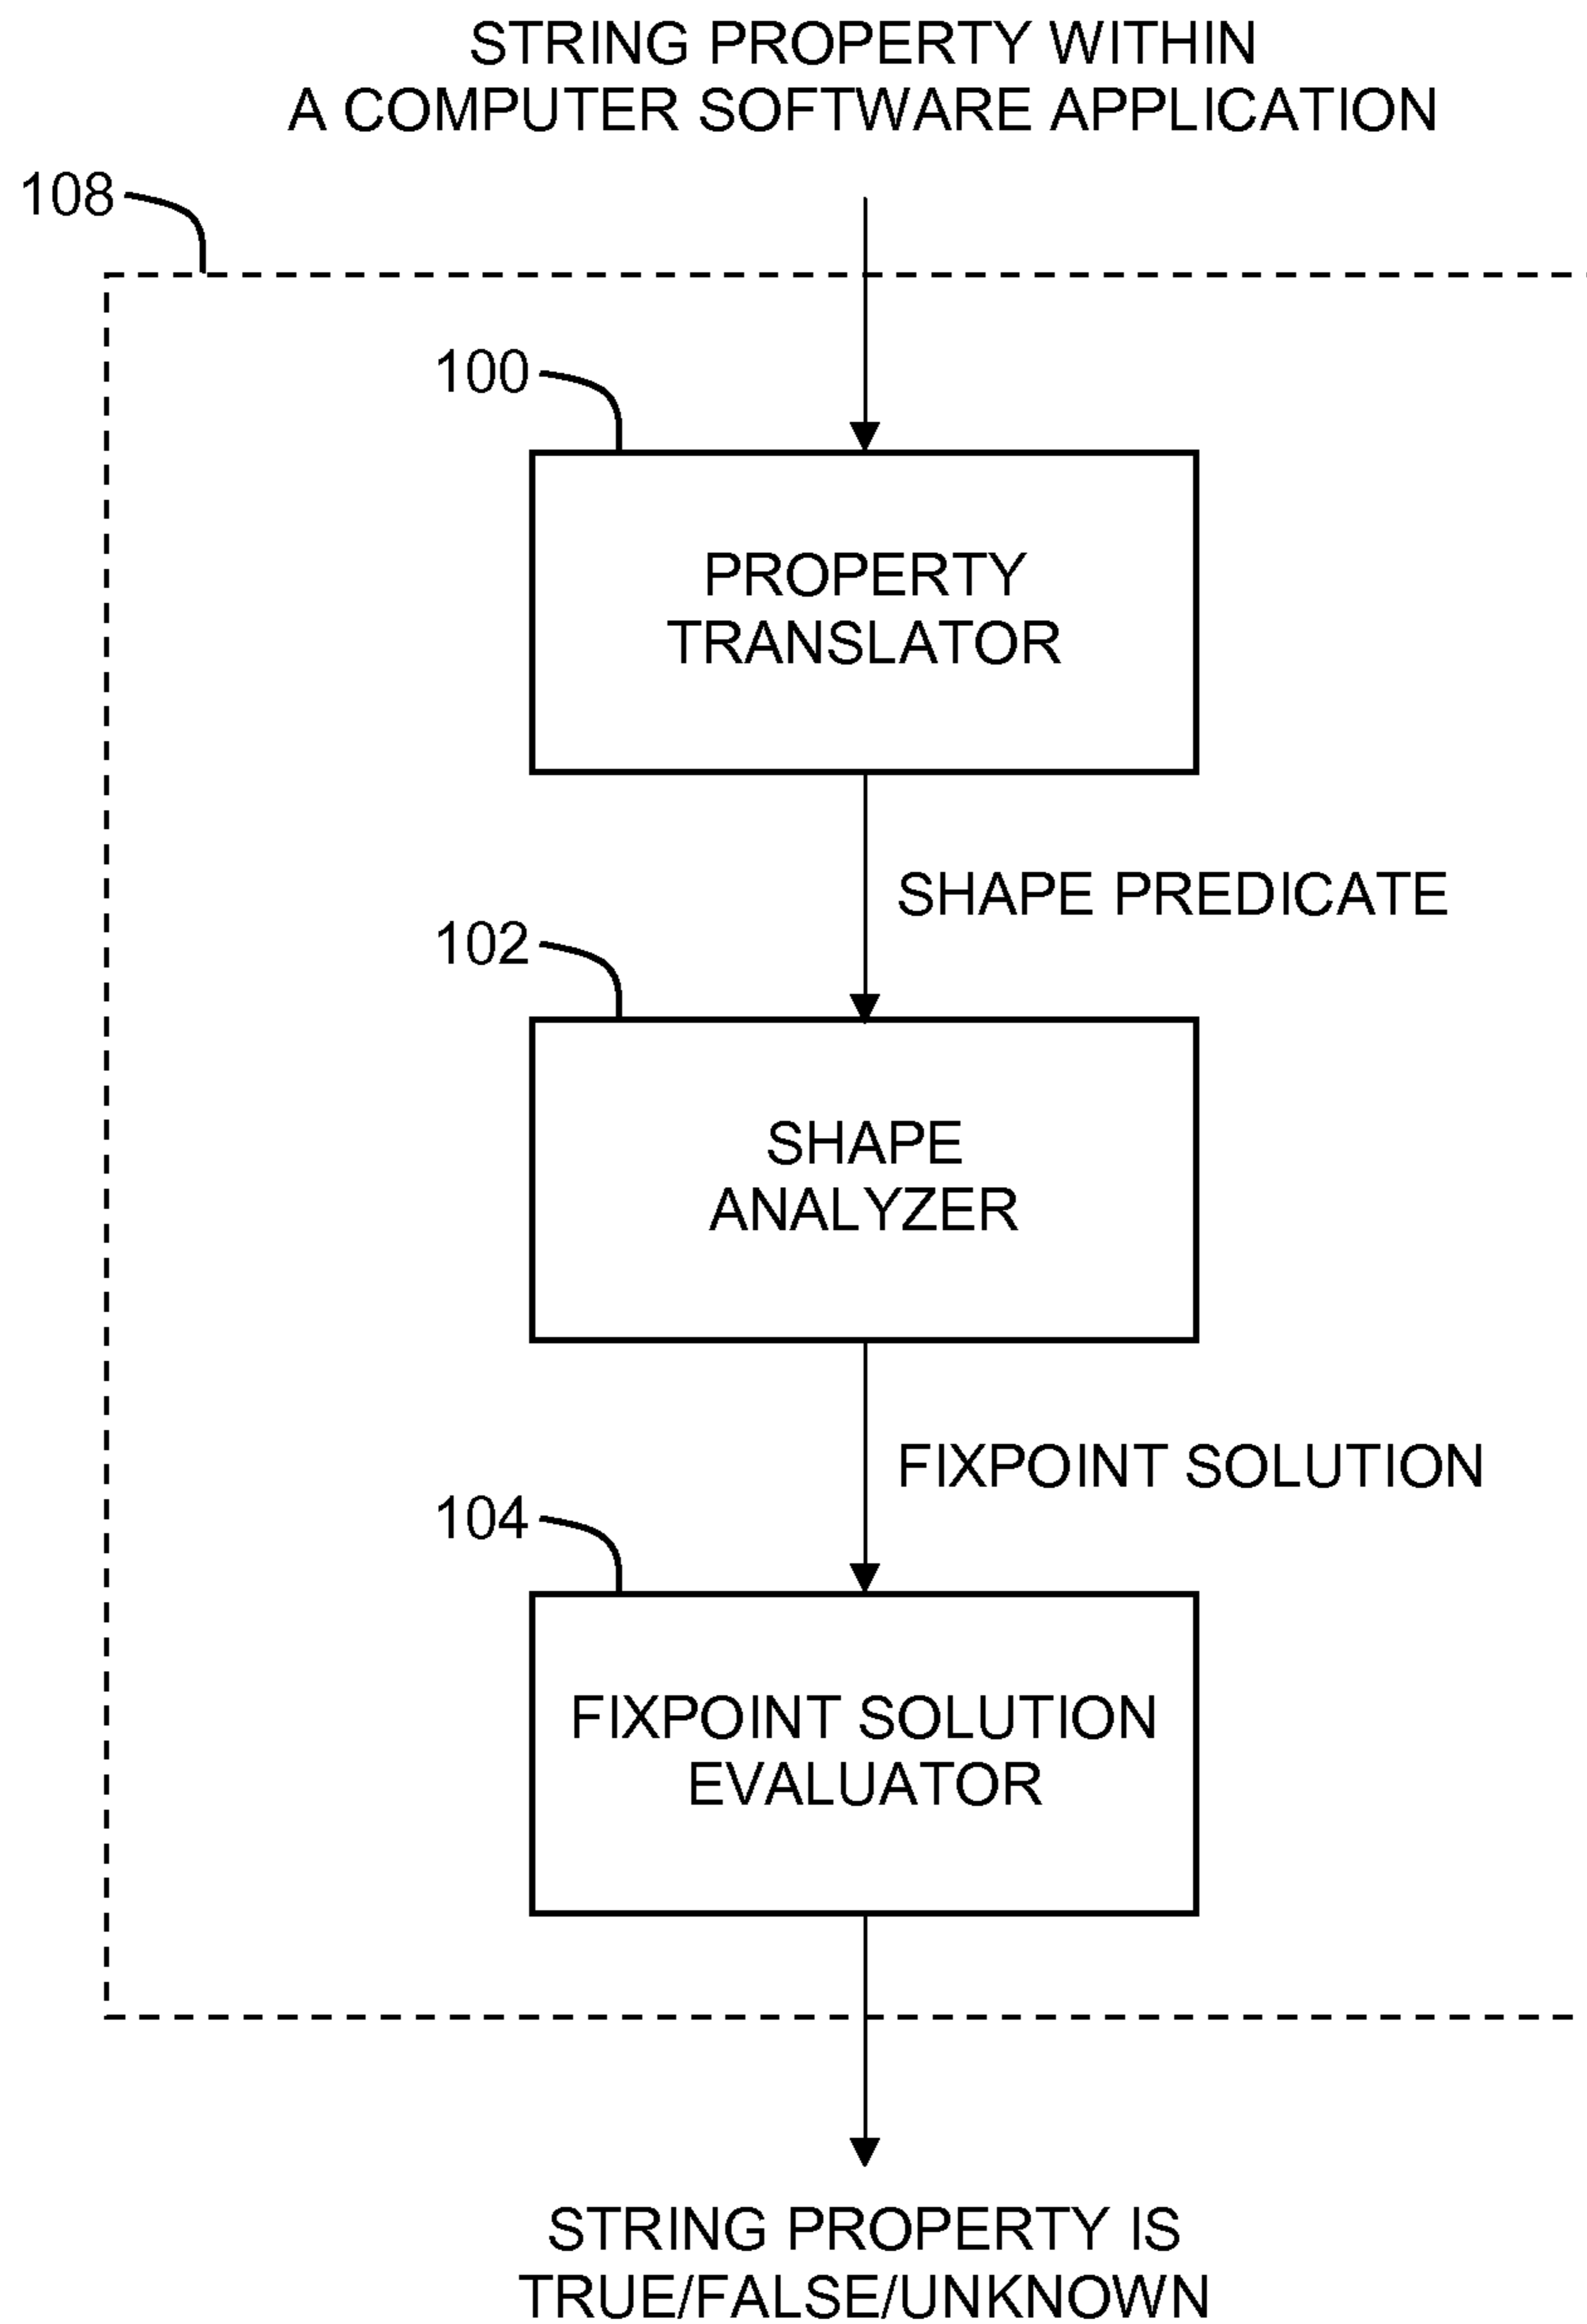 STRING PROPERTY WITHIN
A COMPUTER SOFTWARE APPLICATION
108
100
PROPERTY
TRANSLATOR
SHAPE PREDICATE
102
SHAPE
ANALYZER
FIXPOINT SOLUTION
104
FIXPOINT SOLUTION
EVALUATOR
STRING PROPERTY IS
TRUE/FALSE/UNKNOWN